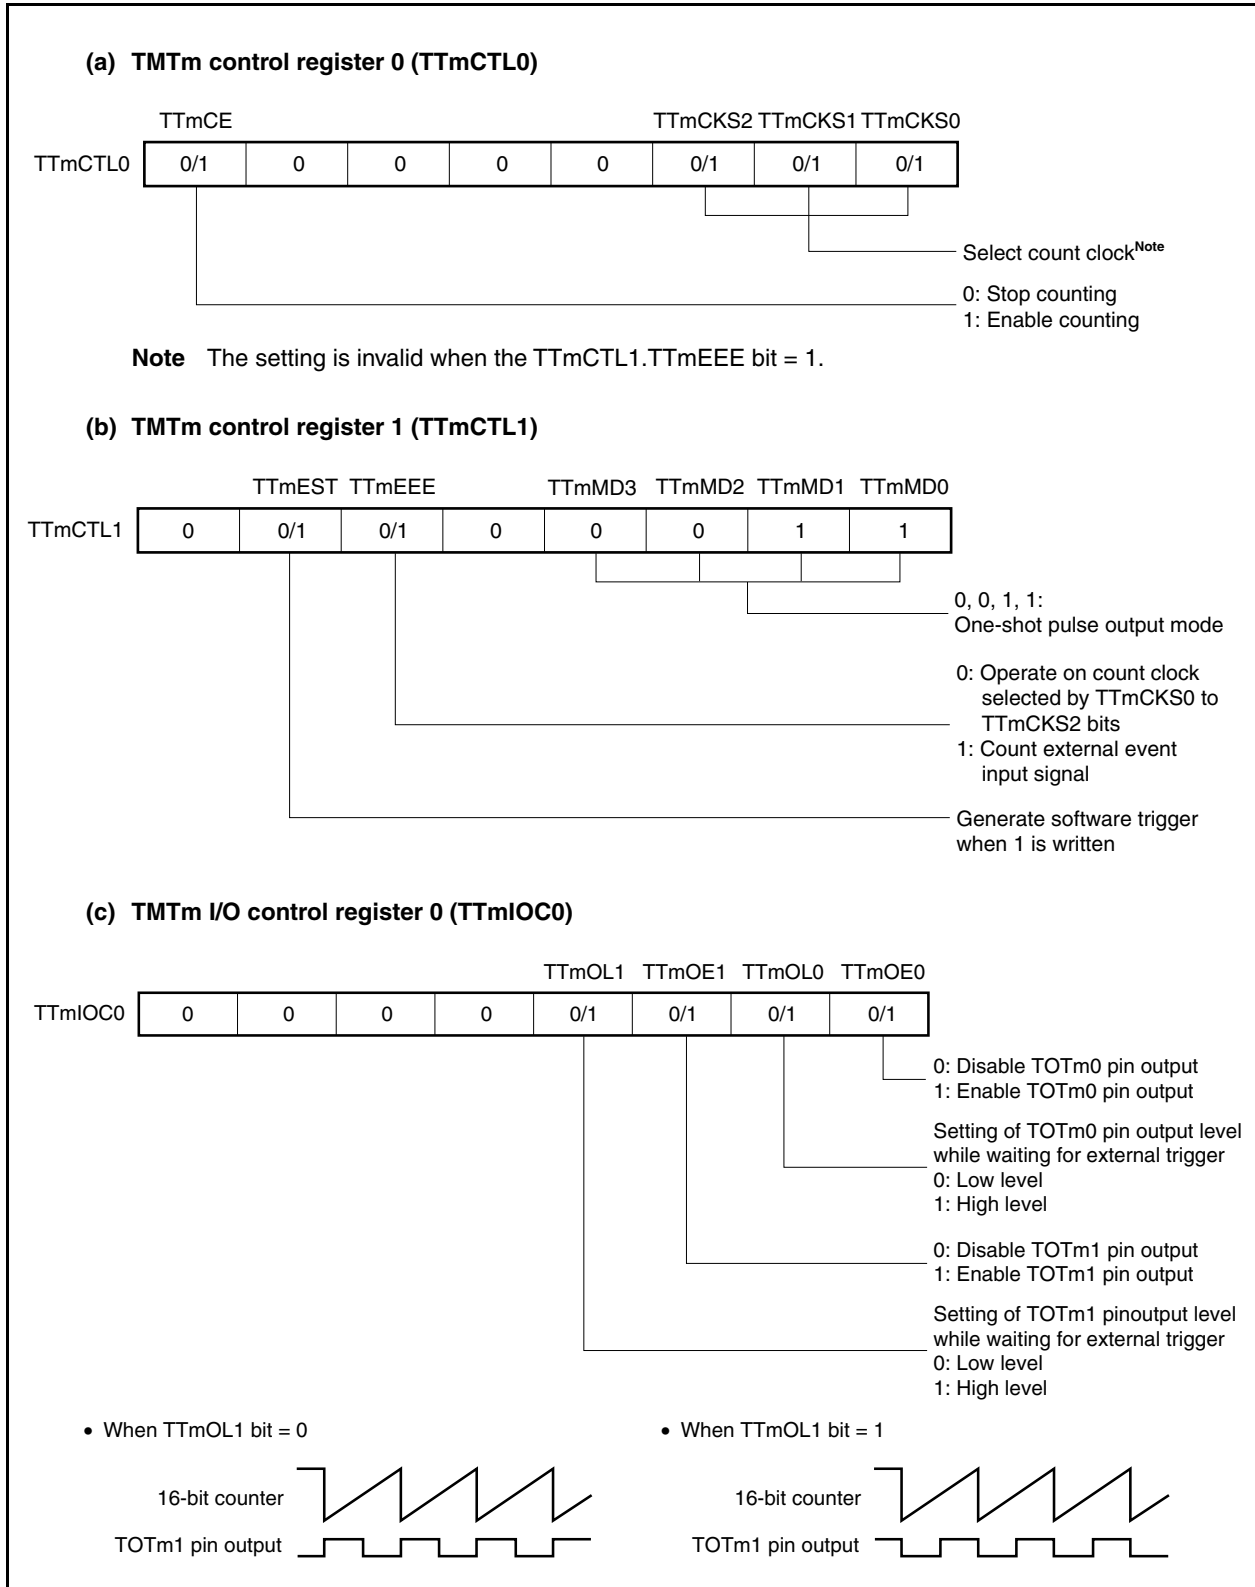 (a) TMTm control register 0 (TTmCTL0)
TTmCE TTmCKS2 TTmCKS1 TTmCKS0
TTmCTL0 0/1 0 0 0 0 0/1 0/1 0/1
Select count clockNote
0: Stop counting
1: Enable counting
Note The setting is invalid when the TTmCTL1.TTmEEE bit = 1.
(b) TMTm control register 1 (TTmCTL1)
TTmEST TTmEEE TTmMD3 TTmMD2 TTmMD1 TTmMD0
TTmCTL1 0 0/1 0/1 0 0 0 1 1
0, 0, 1, 1:
One-shot pulse output mode
0: Operate on count clock
selected by TTmCKS0 to
TTmCKS2 bits
1: Count external event
input signal
Generate software trigger
when 1 is written
(c) TMTm I/O control register 0 (TTmIOC0)
TTmOL1 TTmOE1 TTmOL0 TTmOE0
TTmIOC0 0 0 0 0 0/1 0/1 0/1 0/1
0: Disable TOTm0 pin output
1: Enable TOTm0 pin output
Setting of TOTm0 pin output level
while waiting for external trigger
0: Low level
1: High level
0: Disable TOTm1 pin output
1: Enable TOTm1 pin output
Setting of TOTm1 pinoutput level
while waiting for external trigger
0: Low level
1: High level
• When TTmOL1 bit = 0 • When TTmOL1 bit = 1
16-bit counter 16-bit counter
TOTm1 pin output TOTm1 pin output